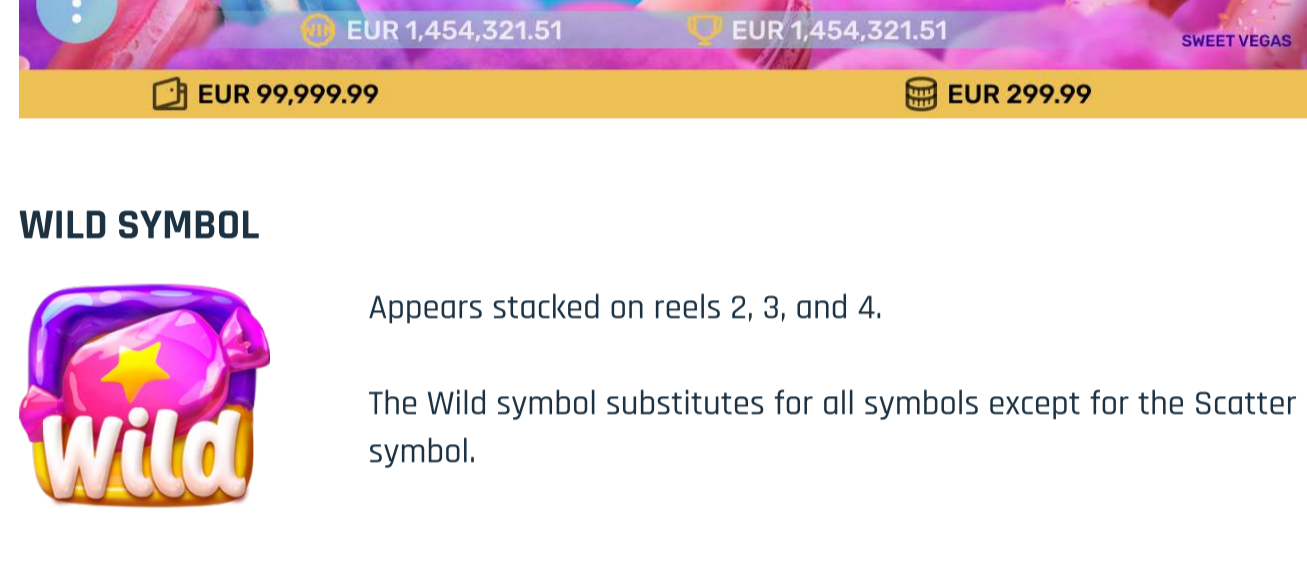 WIN EUR 1,454,321.51 EUR 1,454,321.51
SWEET VEGAS
EUR 99,999.99 EUR 299.99
WILD SYMBOL
Appears stacked on reels 2, 3, and 4.
The Wild symbol substitutes for all symbols except for the Scatter
symbol.
Wild